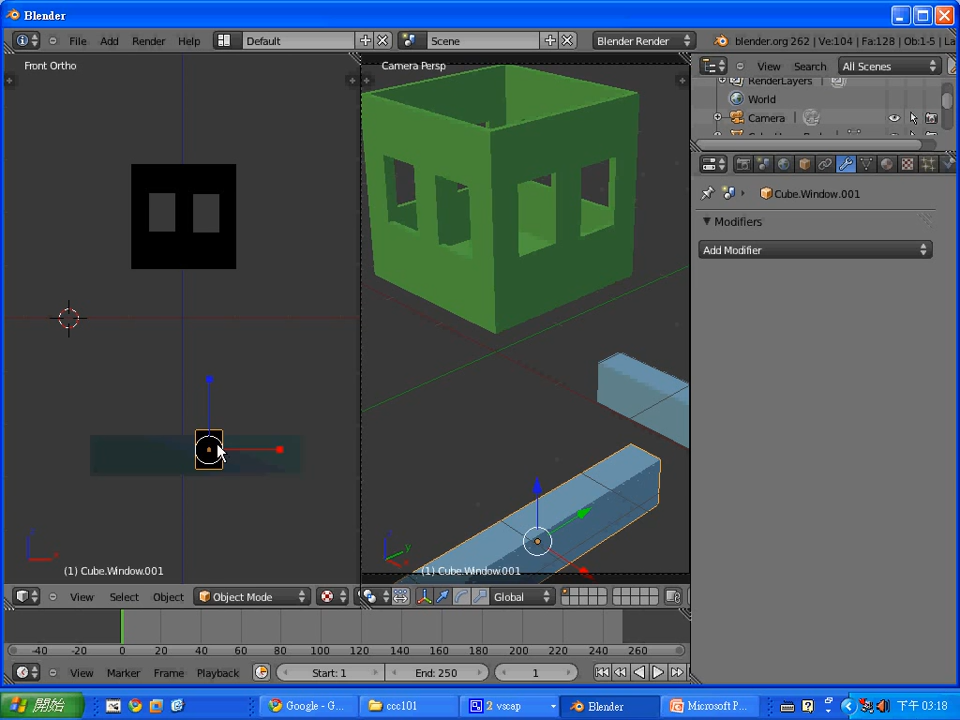 Blender
File Add Render Help Default Scene Blender Render blender.org 262 | Ve:104 | Fa:128 | Ob:1-5 | La
Front Ortho
Camera Persp
View Search All Scenes
RenderLayers
World
Camera
Cube.Window.001
Modifiers
Add Modifier
(1) Cube.Window.001
(1) Cube.Window.001
View Select Object Object Mode Global
-40 -20 0 20 40 60 80 100 120 140 160 180 200 220 240 260
View Marker Frame Playback Start: 1 End: 250 1
開始 Google - G... ccc101 2 vscap Blender Microsoft P... 下午 03:18